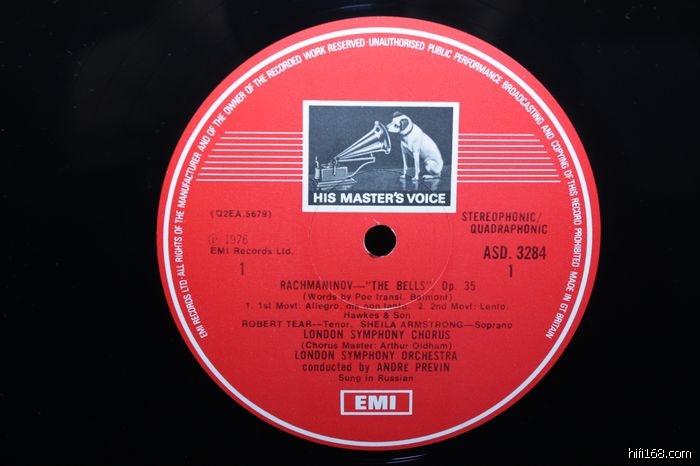 EMI RECORDS LTD ALL RIGHTS OF THE MANUFACTURER AND OF THE OWNER OF THE RECORDED WORK RESERVED · UNAUTHORISED PUBLIC PERFORMANCE BROADCASTING AND COPYING OF THIS RECORD PROHIBITED MADE IN GT BRITAIN
HIS MASTER'S VOICE
(Q2EA.5679)
STEREOPHONIC/
QUADRAPHONIC
℗ 1976
EMI Records Ltd.
ASD. 3284
1
1
RACHMANINOV—"THE BELLS", Op. 35
(Words by Poe transl. Balmont)
1. 1st Movt: Allegro, ma non tanto. 2. 2nd Movt: Lento.
Hawkes & Son
ROBERT TEAR—Tenor, SHEILA ARMSTRONG—Soprano
LONDON SYMPHONY CHORUS
(Chorus Master: Arthur Oldham)
LONDON SYMPHONY ORCHESTRA
conducted by ANDRE PREVIN
Sung in Russian
EMI
hifi168.com